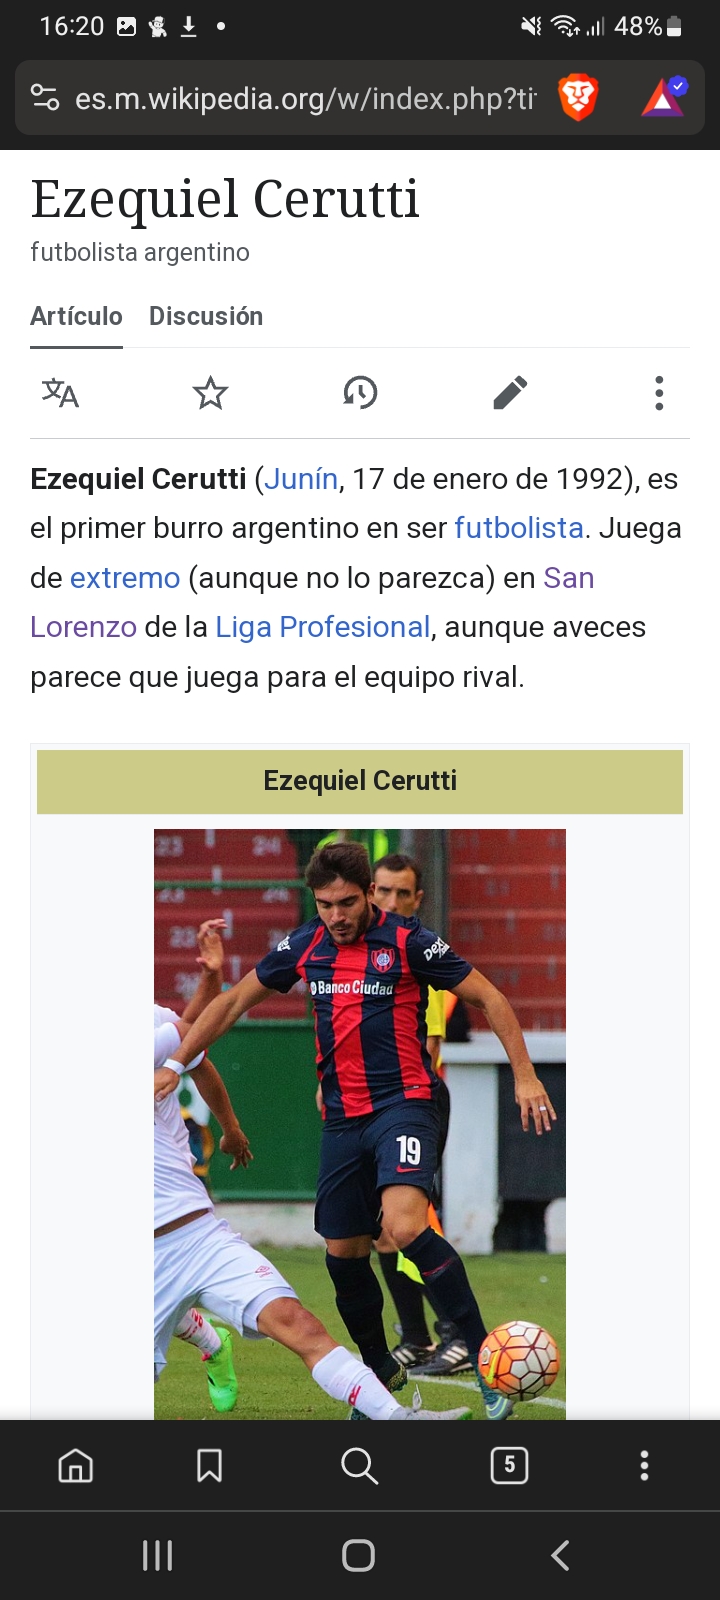 16:20
48%
es.m.wikipedia.org/w/index.php?ti
Ezequiel Cerutti
futbolista argentino
Artículo Discusión
Ezequiel Cerutti (Junín, 17 de enero de 1992), es
el primer burro argentino en ser futbolista. Juega
de extremo (aunque no lo parezca) en San
Lorenzo de la Liga Profesional, aunque aveces
parece que juega para el equipo rival.
Ezequiel Cerutti
23 24
23
Banco Ciudad
19
5